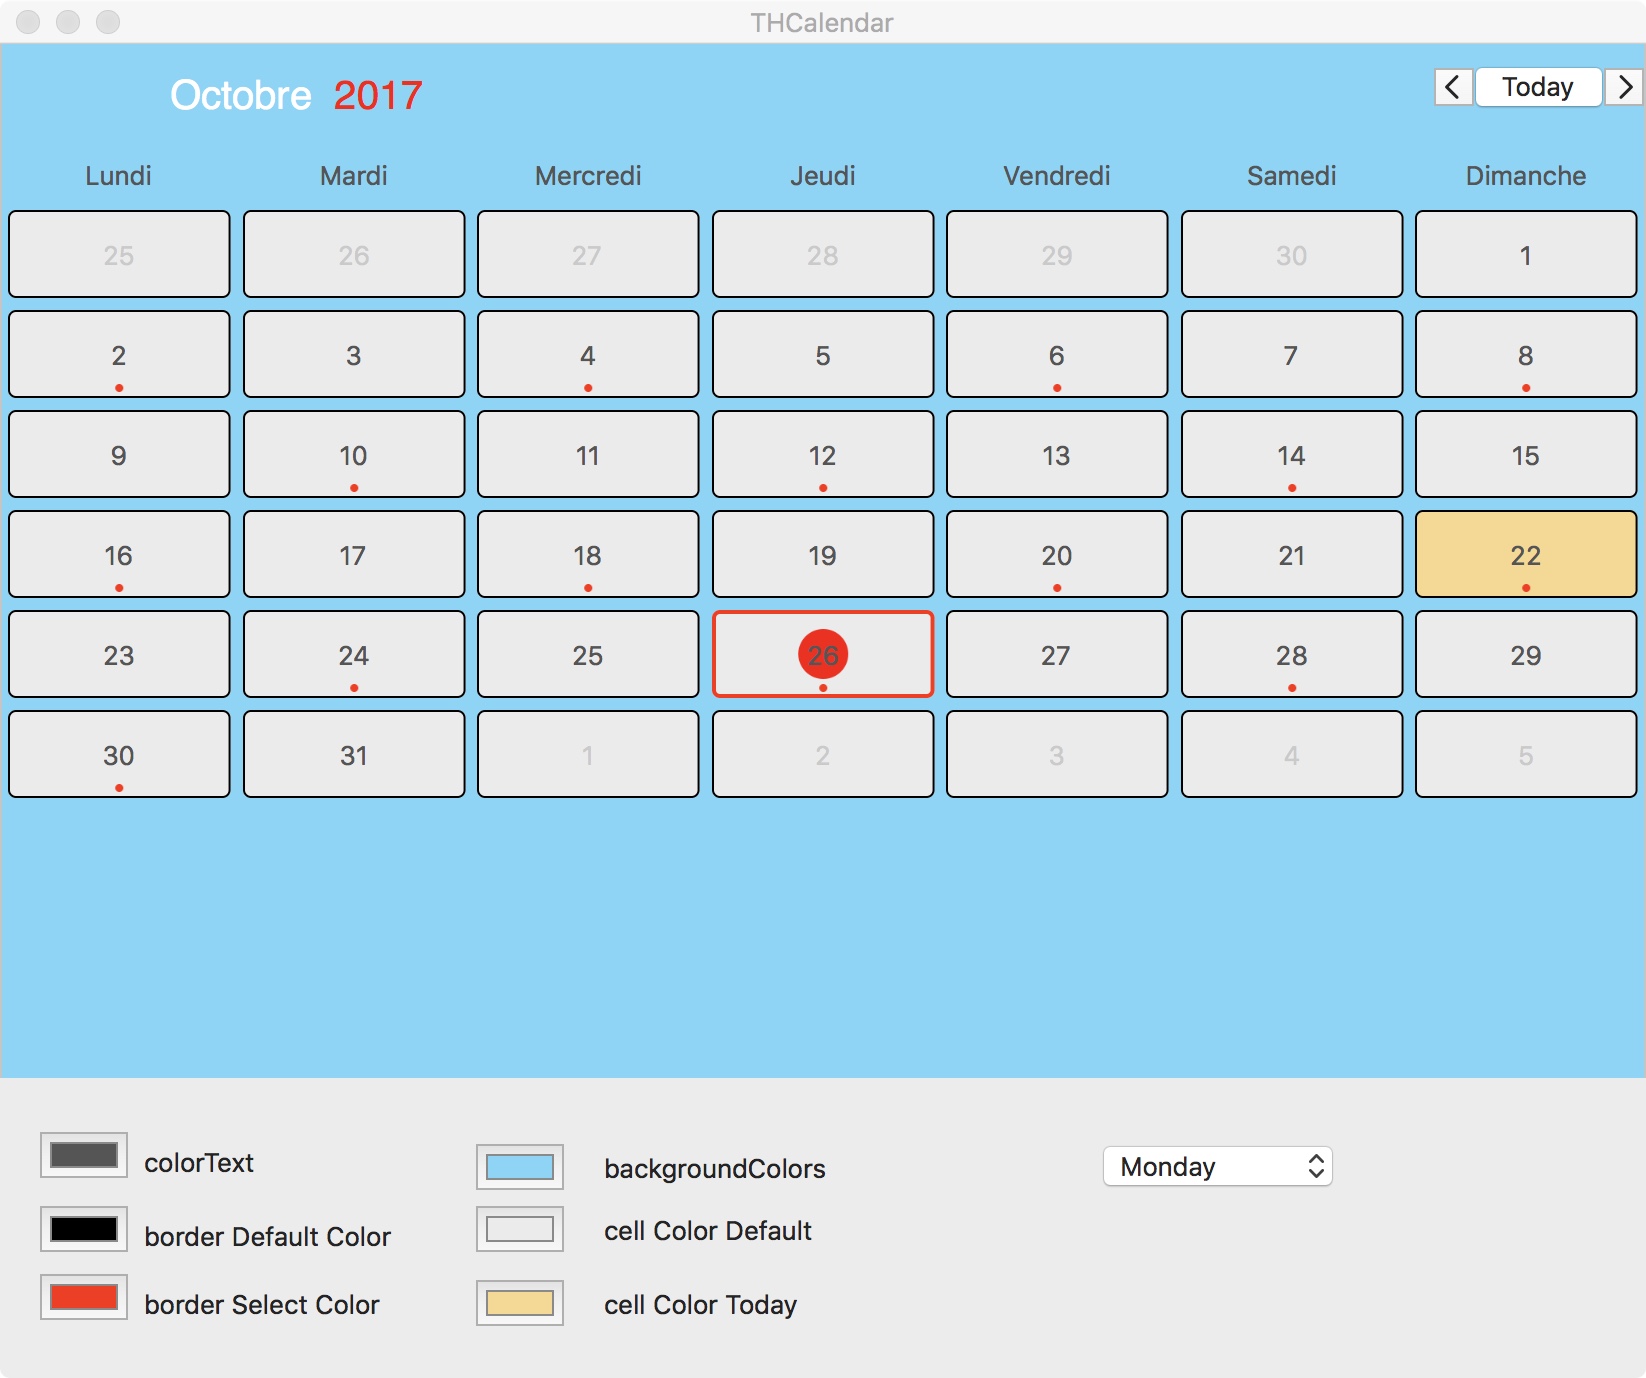 THCalendar
Octobre 2017
Today
Lundi Mardi Mercredi Jeudi Vendredi Samedi Dimanche
25 26 27 28 29 30 1
2 3 4 5 6 7 8
9 10 11 12 13 14 15
16 17 18 19 20 21 22
23 24 25 26 27 28 29
30 31 1 2 3 4 5
colorText backgroundColors Monday
border Default Color cell Color Default
border Select Color cell Color Today